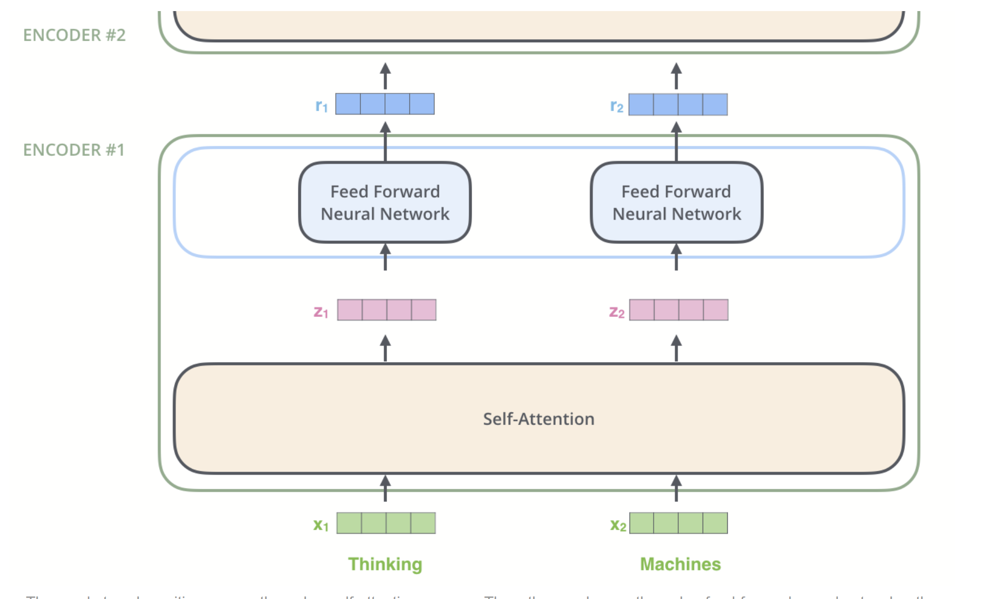 ENCODER #2
r1
r2
ENCODER #1
Feed Forward
Neural Network
Feed Forward
Neural Network
z1
z2
Self-Attention
x1
x2
Thinking
Machines